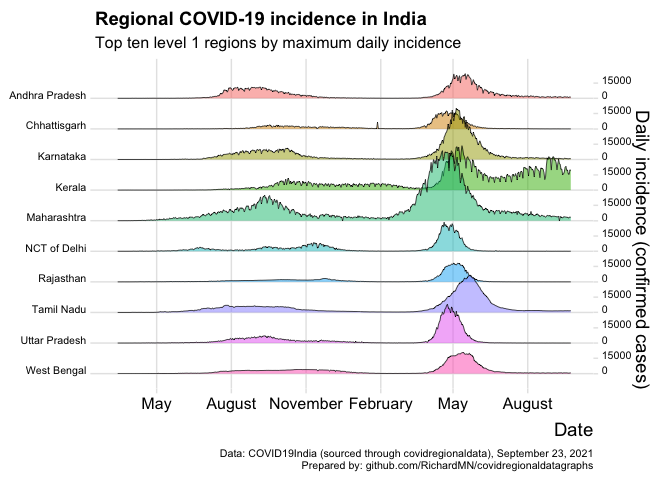 Regional COVID-19 incidence in India
Top ten level 1 regions by maximum daily incidence
Andhra Pradesh
15000
0
Chhattisgarh
15000
0
Karnataka
15000
0
Kerala
15000
0
Maharashtra
15000
0
NCT of Delhi
15000
0
Rajasthan
15000
0
Tamil Nadu
15000
0
Uttar Pradesh
15000
0
West Bengal
15000
0
Daily incidence (confirmed cases)
May August November February May August
Date
Data: COVID19India (sourced through covidregionaldata), September 23, 2021
Prepared by: github.com/RichardMN/covidregionaldatagraphs